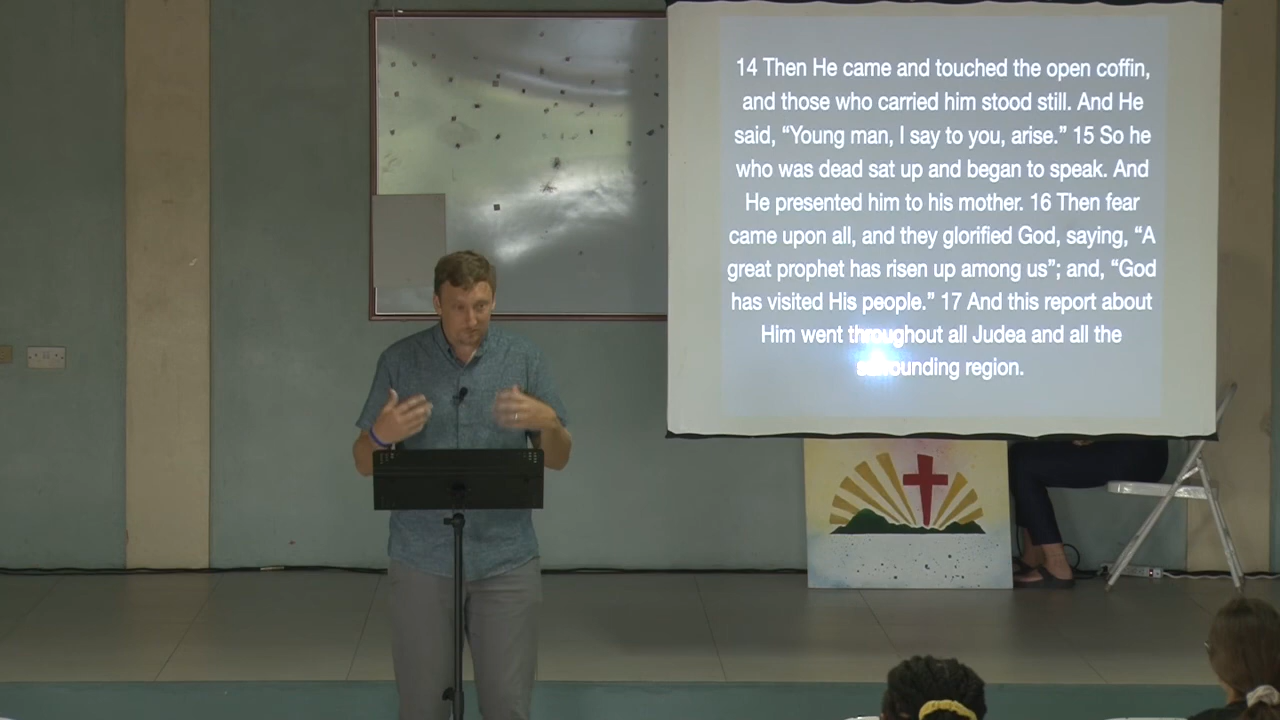 14 Then He came and touched the open coffin,
and those who carried him stood still. And He
said, “Young man, I say to you, arise.” 15 So he
who was dead sat up and began to speak. And
He presented him to his mother. 16 Then fear
came upon all, and they glorified God, saying, “A
great prophet has risen up among us”; and, “God
has visited His people.” 17 And this report about
Him went throughout all Judea and all the
surrounding region.